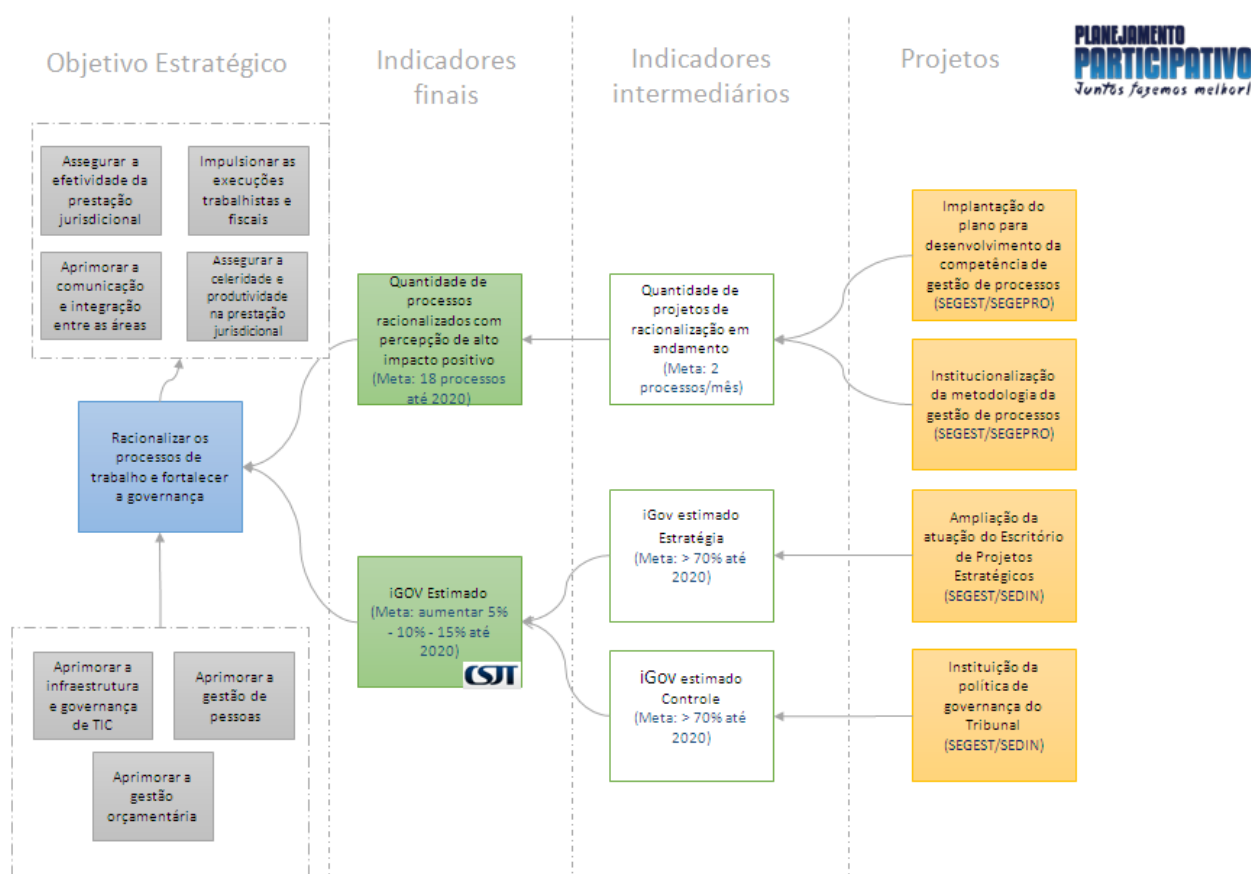 Objetivo Estratégico
Indicadores
finais
Indicadores
intermediários
Projetos
PLANEJAMENTO
PARTICIPATIVO
Juntos fazemos melhor!
Assegurar a
efetividade da
prestação
jurisdicional
Impulsionar as
execuções
trabalhistas e
fiscais
Aprimorar a
comunicação
e integração
entre as áreas
Assegurar a
celeridade e
produtividade
na prestação
jurisdicional
Racionalizar os
processos de
trabalho e fortalecer
a governança
Aprimorar a
infraestrutura
e governança
de TIC
Aprimorar a
gestão de
pessoas
Aprimorar a
gestão
orçamentária
Quantidade de
processos
racionalizados com
percepção de alto
impacto positivo
(Meta: 18 processos
até 2020)
iGOV Estimado
(Meta: aumentar 5%
- 10% - 15% até
2020)
CSJT
Quantidade de
projetos de
racionalização em
andamento
(Meta: 2
processos/mês)
iGov estimado
Estratégia
(Meta: > 70% até
2020)
iGov estimado
Controle
(Meta: > 70% até
2020)
Implantação do
plano para
desenvolvimento da
competência de
gestão de processos
(SEGEST/SEGEPRO)
Institucionalização
da metodologia da
gestão de processos
(SEGEST/SEGEPRO)
Ampliação da
atuação do Escritório
de Projetos
Estratégicos
(SEGEST/SEDIN)
Instituição da
política de
governança do
Tribunal
(SEGEST/SEDIN)